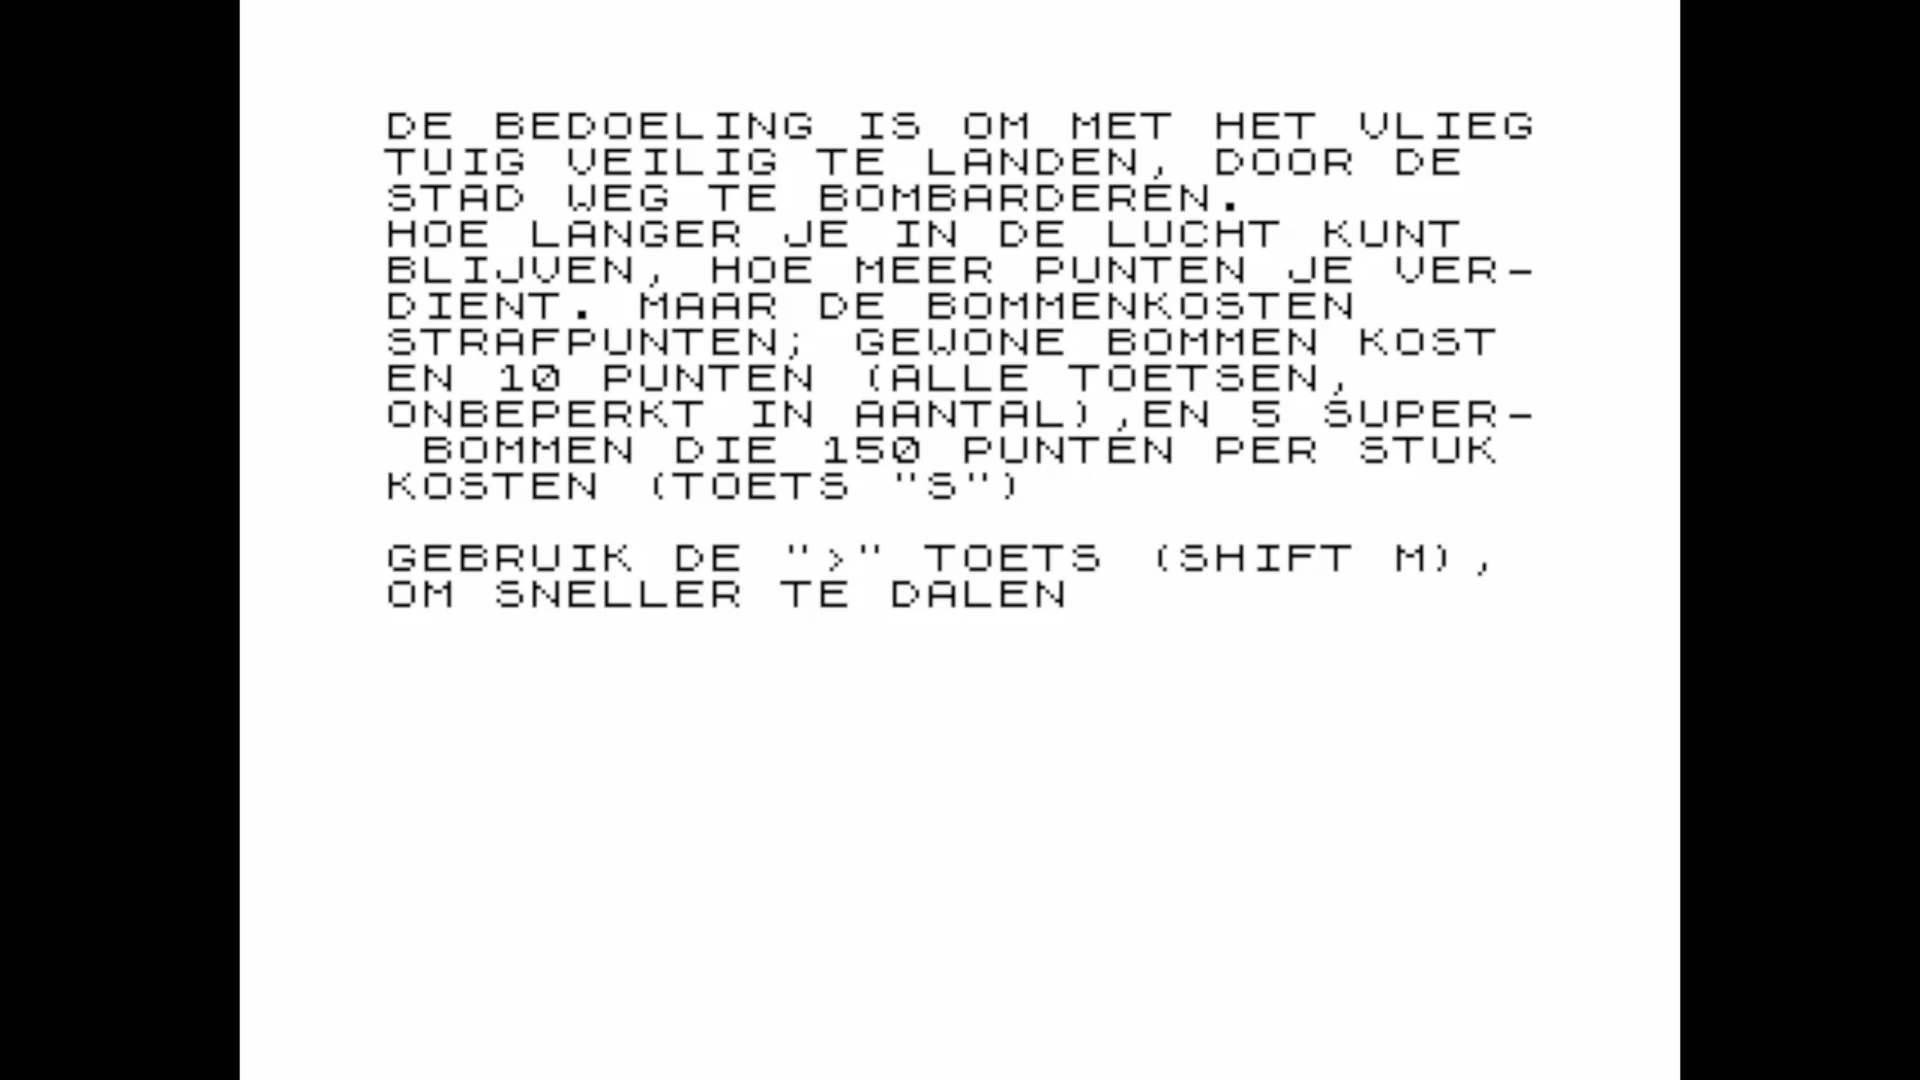 DE BEDOELING IS OM MET HET VLIEG
TUIG VEILIG TE LANDEN, DOOR DE
STAD WEG TE BOMBARDEREN.
HOE LANGER JE IN DE LUCHT KUNT
BLIJVEN, HOE MEER PUNTEN JE VER-
DIENT. MAAR DE BOMMENKOSTEN
STRAFPUNTEN; GEWONE BOMMEN KOST
EN 10 PUNTEN (ALLE TOETSEN,
ONBEPERKT IN AANTAL),EN 5 SUPER-
BOMMEN DIE 150 PUNTEN PER STUK
KOSTEN (TOETS "S")
GEBRUIK DE ">" TOETS (SHIFT M),
OM SNELLER TE DALEN